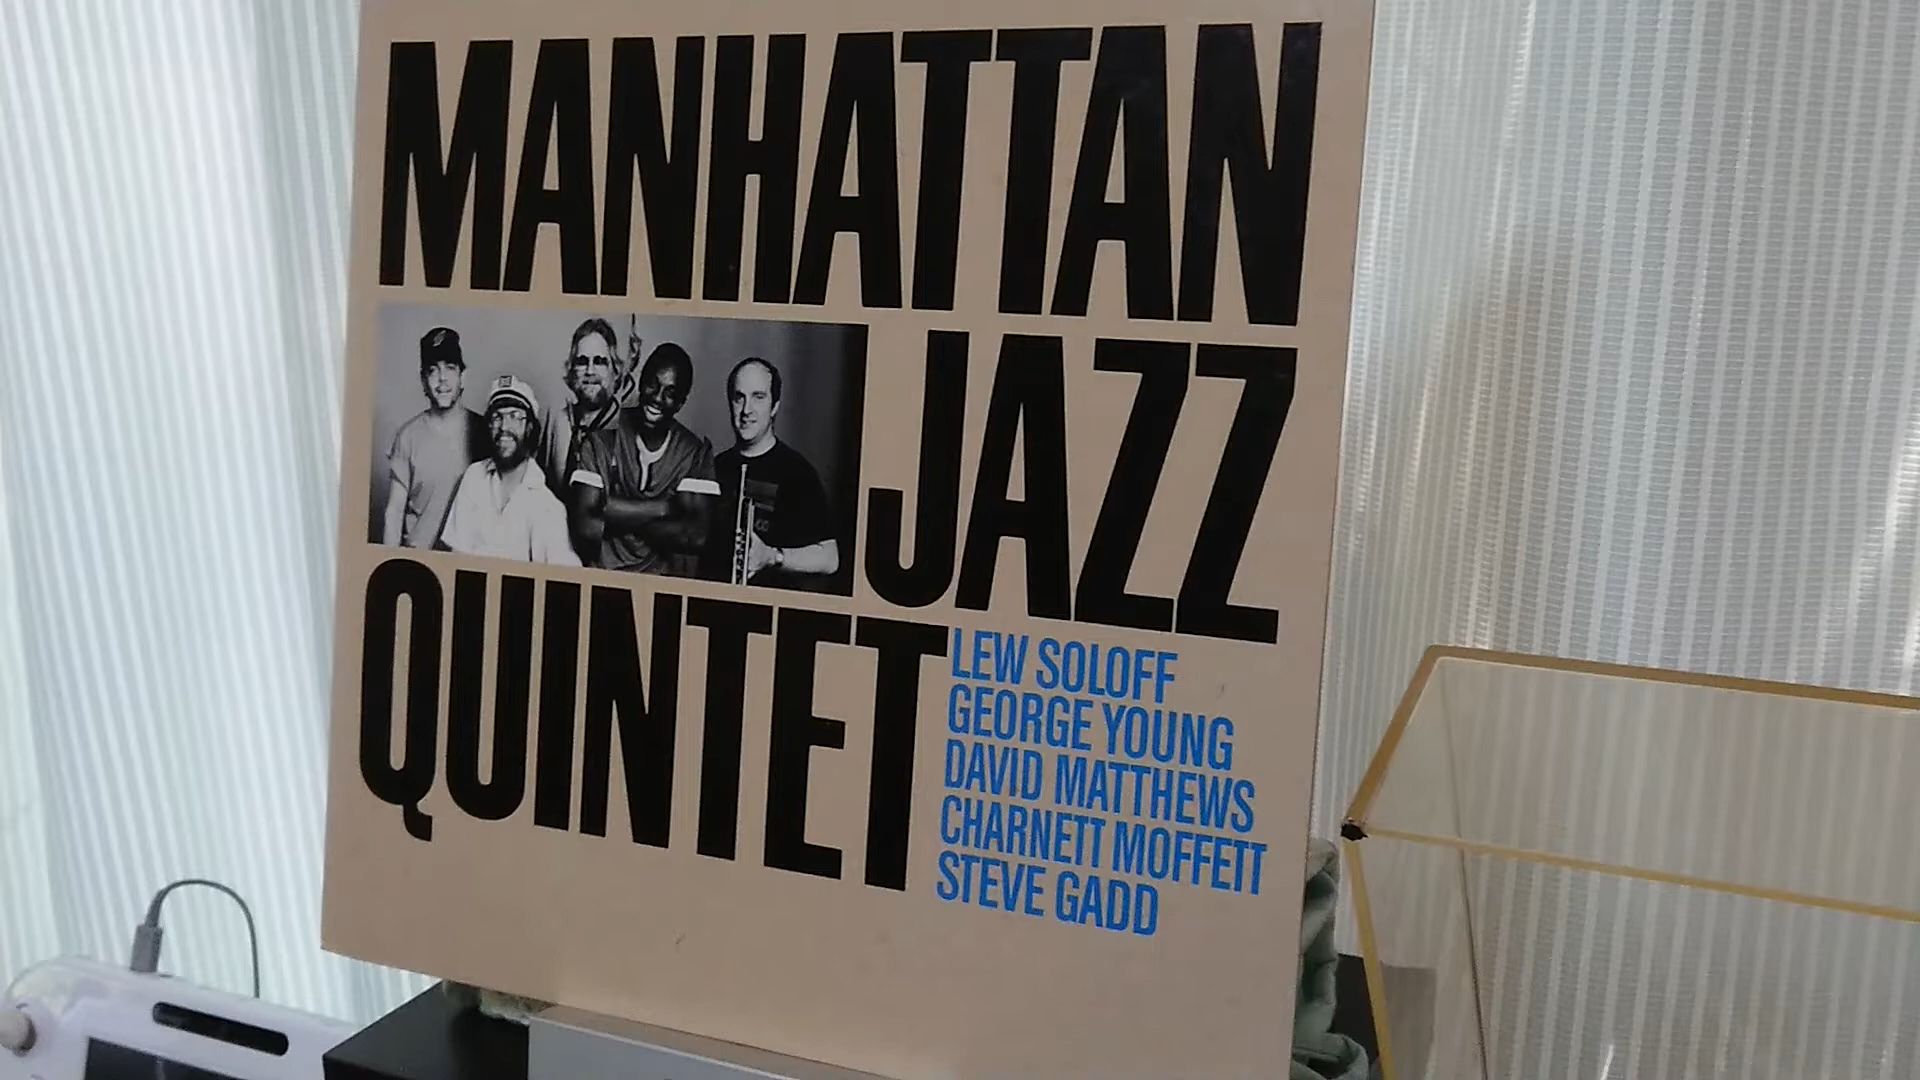 MANHATTAN
JAZZ
QUINTET
LEW SOLOFF
GEORGE YOUNG
DAVID MATTHEWS
CHARNETT MOFFETT
STEVE GADD